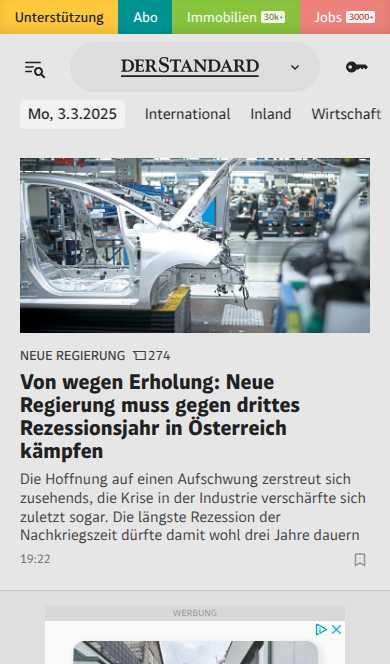 Unterstützung Abo Immobilien 30k+ Jobs 3000+
DERSTANDARD
Mo, 3.3.2025 International Inland Wirtschaft
NEUE REGIERUNG 274
Von wegen Erholung: Neue
Regierung muss gegen drittes
Rezessionsjahr in Österreich
kämpfen
Die Hoffnung auf einen Aufschwung zerstreut sich
zusehends, die Krise in der Industrie verschärfte sich
zuletzt sogar. Die längste Rezession der
Nachkriegszeit dürfte damit wohl drei Jahre dauern
19:22
WERBUNG